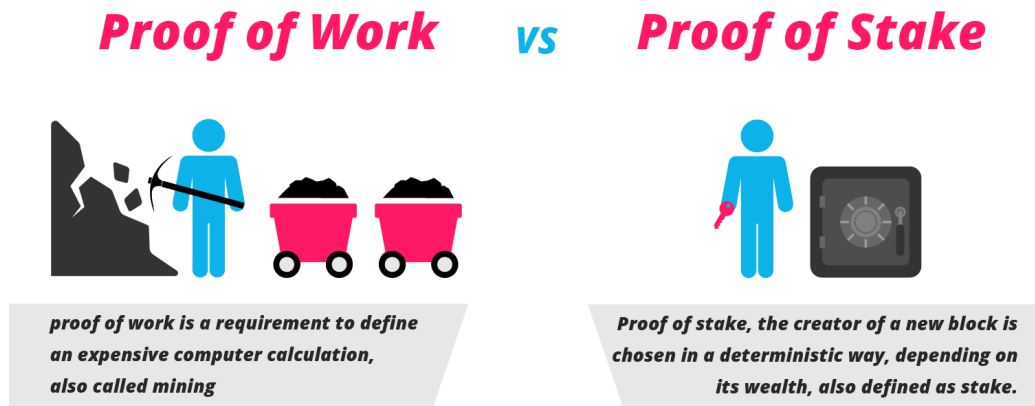 Proof of Work vs Proof of Stake
proof of work is a requirement to define
an expensive computer calculation,
also called mining
Proof of stake, the creator of a new block is
chosen in a deterministic way, depending on
its wealth, also defined as stake.